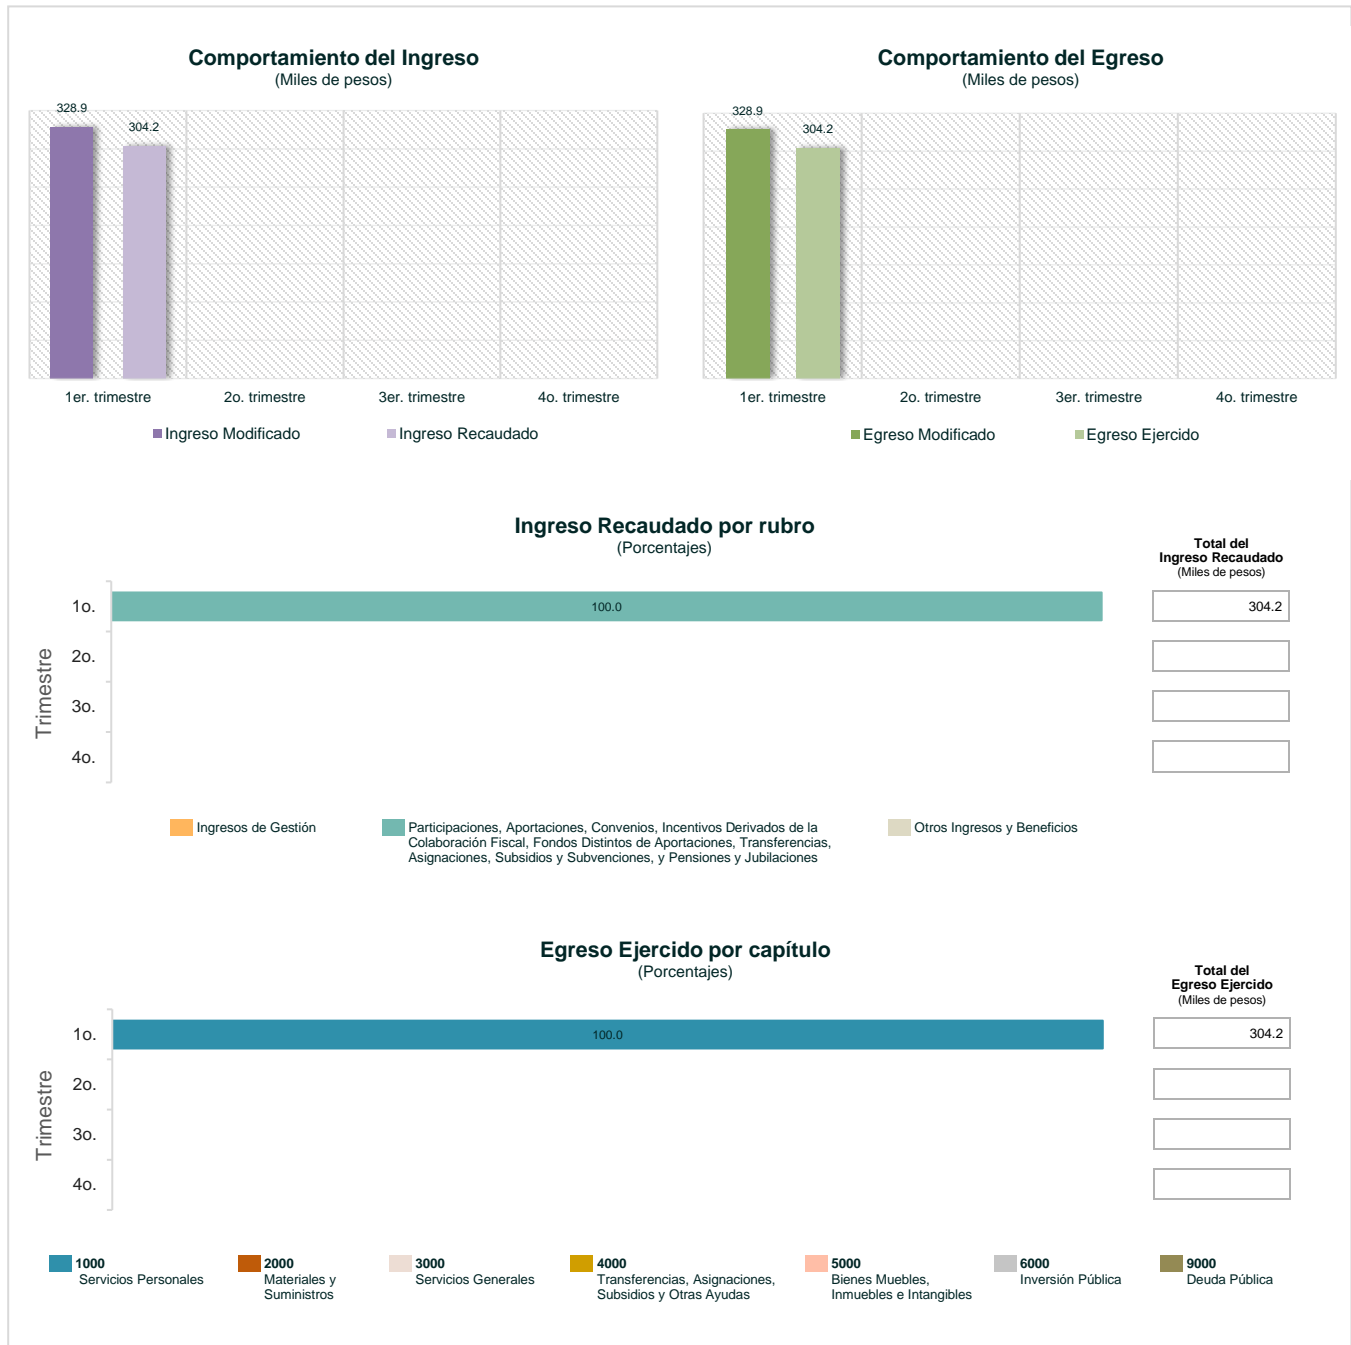 Comportamiento del Ingreso
(Miles de pesos)
328.9
304.2
1er. trimestre
2o. trimestre
3er. trimestre
4o. trimestre
Ingreso Modificado
Ingreso Recaudado
Comportamiento del Egreso
(Miles de pesos)
328.9
304.2
1er. trimestre
2o. trimestre
3er. trimestre
4o. trimestre
Egreso Modificado
Egreso Ejercido
Ingreso Recaudado por rubro
(Porcentajes)
Total del
Ingreso Recaudado
(Miles de pesos)
Trimestre
1o.
100.0
304.2
2o.
3o.
4o.
Ingresos de Gestión
Participaciones, Aportaciones, Convenios, Incentivos Derivados de la
Colaboración Fiscal, Fondos Distintos de Aportaciones, Transferencias,
Asignaciones, Subsidios y Subvenciones, y Pensiones y Jubilaciones
Otros Ingresos y Beneficios
Egreso Ejercido por capítulo
(Porcentajes)
Total del
Egreso Ejercido
(Miles de pesos)
Trimestre
1o.
100.0
304.2
2o.
3o.
4o.
1000
Servicios Personales
2000
Materiales y
Suministros
3000
Servicios Generales
4000
Transferencias, Asignaciones,
Subsidios y Otras Ayudas
5000
Bienes Muebles,
Inmuebles e Intangibles
6000
Inversión Pública
9000
Deuda Pública